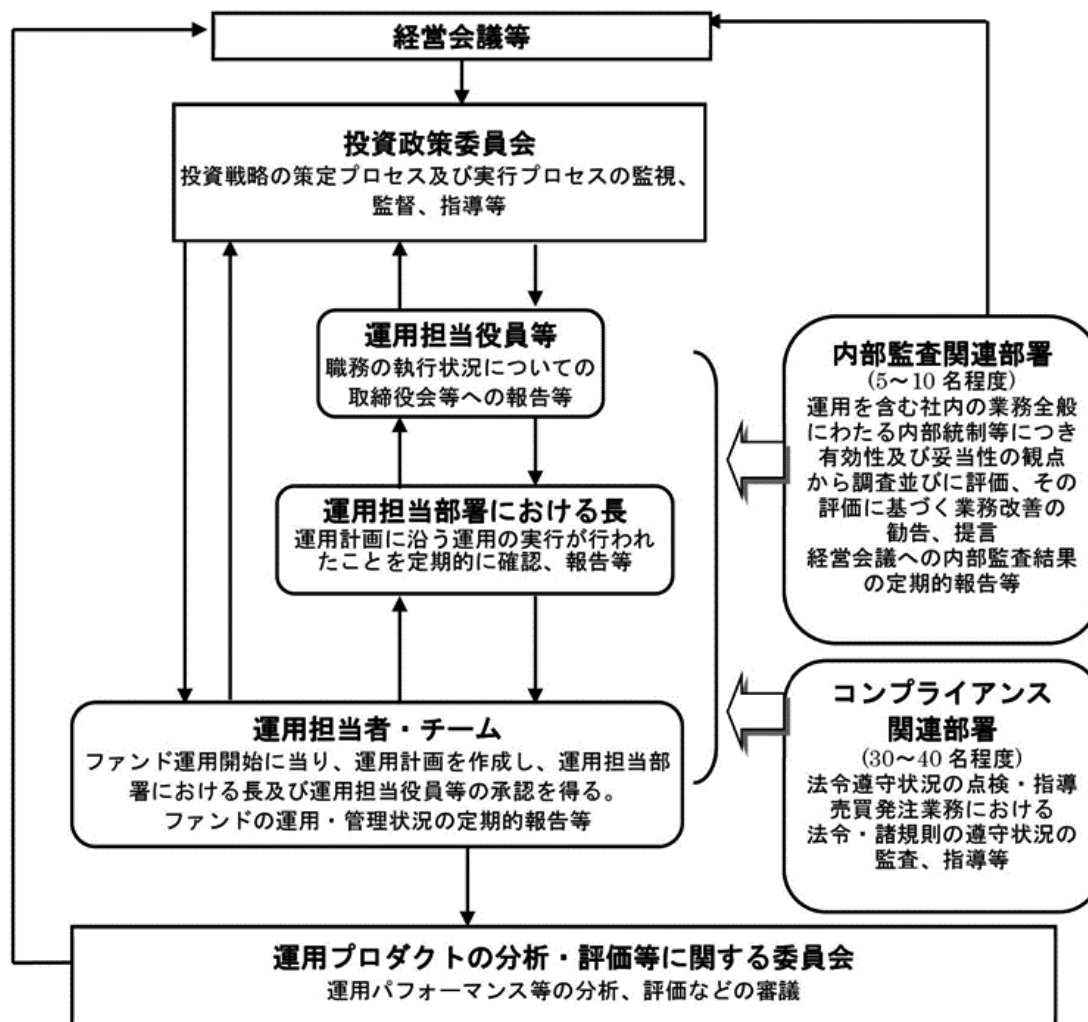 経営会議等
投資政策委員会
投資戦略の策定プロセス及び実行プロセスの監視、
監督、指導等
運用担当役員等
職務の執行状況についての
取締役会等への報告等
運用担当部署における長
運用計画に沿う運用の実行が行われ
たことを定期的に確認、報告等
運用担当者・チーム
ファンド運用開始に当り、運用計画を作成し、運用担当部
署における長及び運用担当役員等の承認を得る。
ファンドの運用・管理状況の定期的報告等
内部監査関連部署
(5～10 名程度)
運用を含む社内の業務全般
にわたる内部統制等につき
有効性及び妥当性の観点
から調査並びに評価、その
評価に基づく業務改善の
勧告、提言
経営会議への内部監査結果
の定期的報告等
コンプライアンス
関連部署
(30～40 名程度)
法令遵守状況の点検・指導
売買発注業務における
法令・諸規則の遵守状況の
監査、指導等
運用プロダクトの分析・評価等に関する委員会
運用パフォーマンス等の分析、評価などの審議